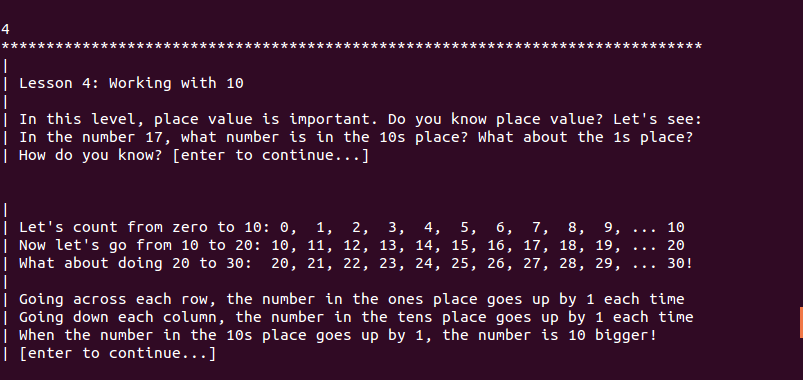 4
******************************************************************************
|
| Lesson 4: Working with 10
|
| In this level, place value is important. Do you know place value? Let's see:
| In the number 17, what number is in the 10s place? What about the 1s place?
| How do you know? [enter to continue...]
|
| Let's count from zero to 10: 0,  1,  2,  3,  4,  5,  6,  7,  8,  9, ... 10
| Now let's go from 10 to 20: 10, 11, 12, 13, 14, 15, 16, 17, 18, 19, ... 20
| What about doing 20 to 30:  20, 21, 22, 23, 24, 25, 26, 27, 28, 29, ... 30!
|
| Going across each row, the number in the ones place goes up by 1 each time
| Going down each column, the number in the tens place goes up by 1 each time
| When the number in the 10s place goes up by 1, the number is 10 bigger!
| [enter to continue...]